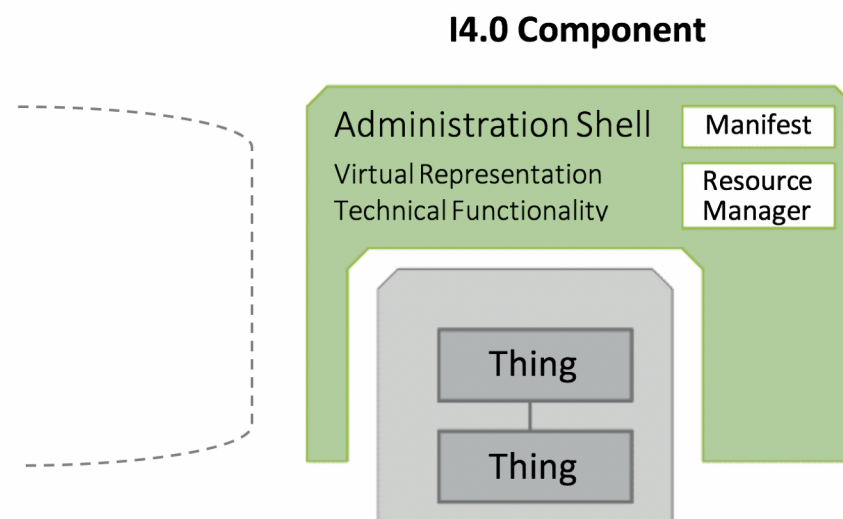 I4.0 Component
Administration Shell
Manifest
Virtual Representation
Technical Functionality
Resource
Manager
Thing
Thing